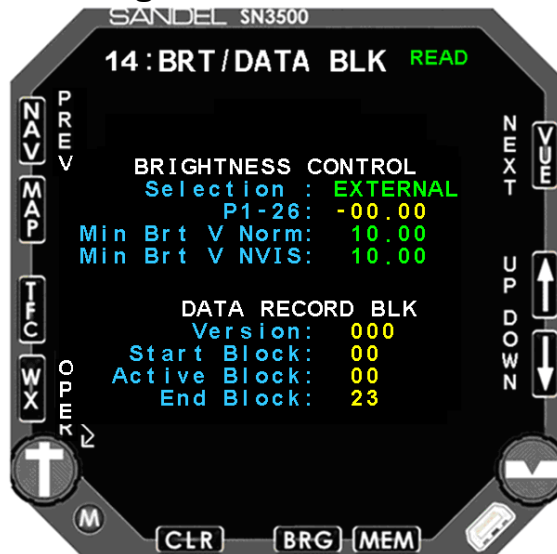 SANDEL SN3500
14:BRT/DATA BLK READ
PREV
NEXT
NAV
VUE
MAP
BRIGHTNESS CONTROL
Selection : EXTERNAL
P1-26: -00.00
Min Brt V Norm: 10.00
Min Brt V NVIS: 10.00
UP DOWN
TFC
DATA RECORD BLK
Version: 000
Start Block: 00
Active Block: 00
End Block: 23
WX
OPER
M
CLR BRG MEM